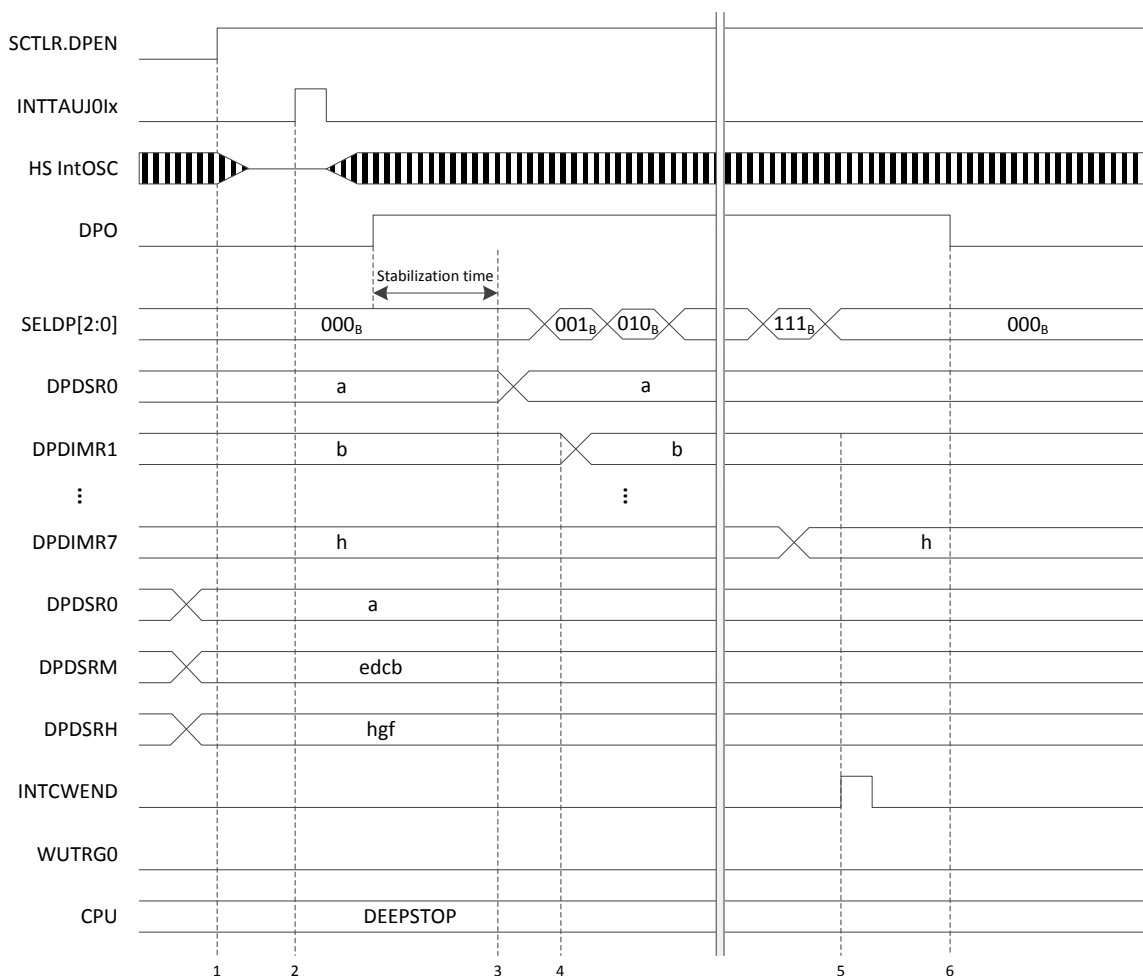 SCTLR.DPEN
INTTAUJ0Ix
HS IntOSC
DPO
Stabilization time
SELDP[2:0] 000B 001B 010B 111B 000B
DPDSR0 a a
DPDIMR1 b b
⋮ ⋮
DPDIMR7 h h
DPDSR0 a
DPDSRM edcb
DPDSRH hgf
INTCWEND
WUTRG0
CPU DEEPSTOP
1 2 3 4 5 6